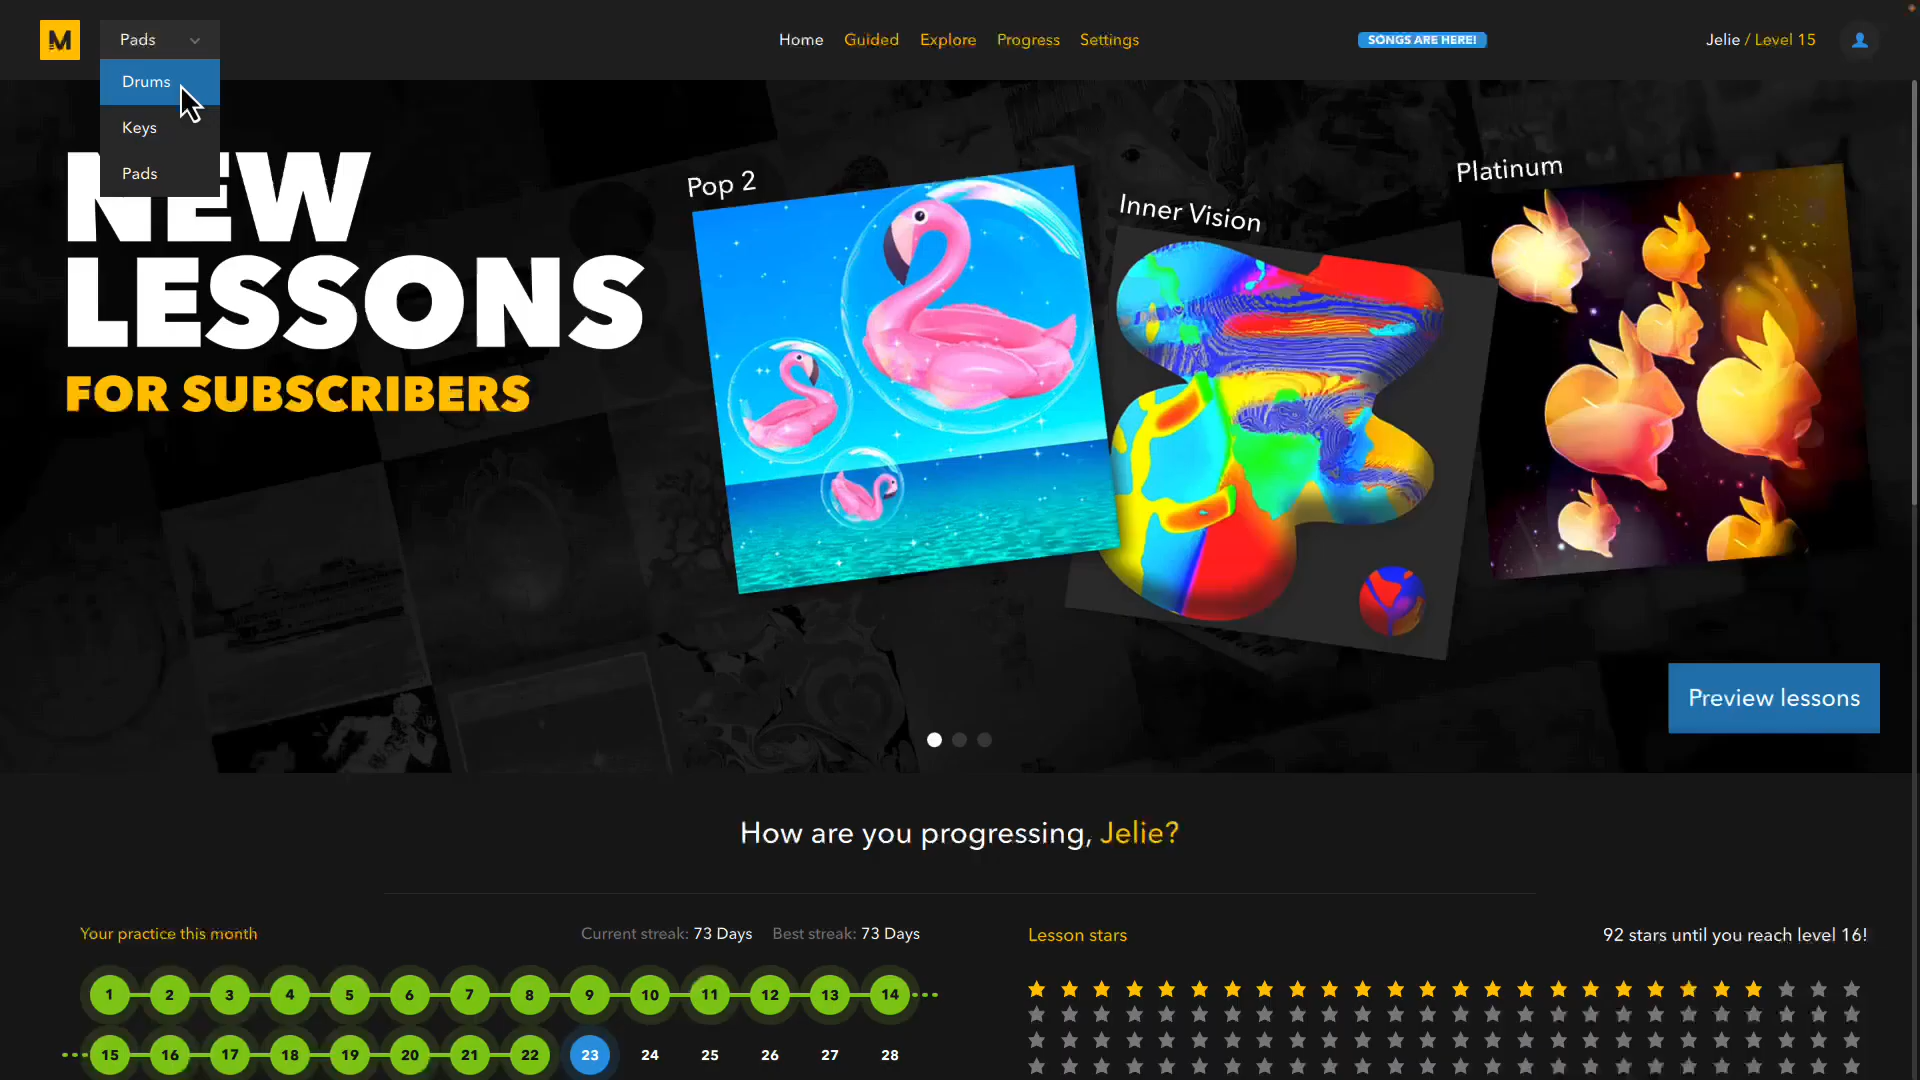 M
Pads
Home Guided Explore Progress Settings
SONGS ARE HERE!
Jelie / Level 15
Drums
Keys
Pads
NEW
LESSONS
FOR SUBSCRIBERS
Pop 2
Inner Vision
Platinum
Preview lessons
How are you progressing, Jelie?
Your practice this month
Current streak: 73 Days Best streak: 73 Days
1 2 3 4 5 6 7 8 9 10 11 12 13 14
15 16 17 18 19 20 21 22 23 24 25 26 27 28
Lesson stars
92 stars until you reach level 16!